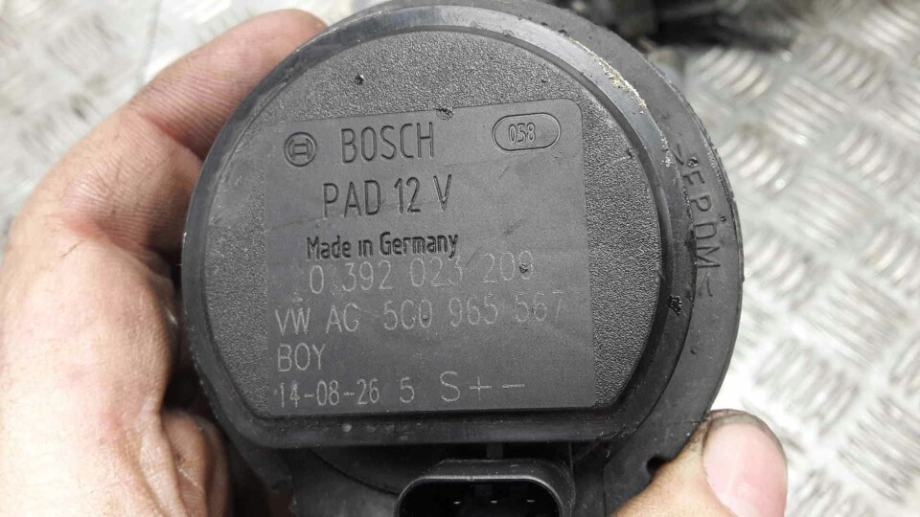 BOSCH 058
PAD 12 V
Made in Germany
0 392 023 209
VW AG 5G0 965 567
BOY
14-08-26 5 S + -
>EPDM<